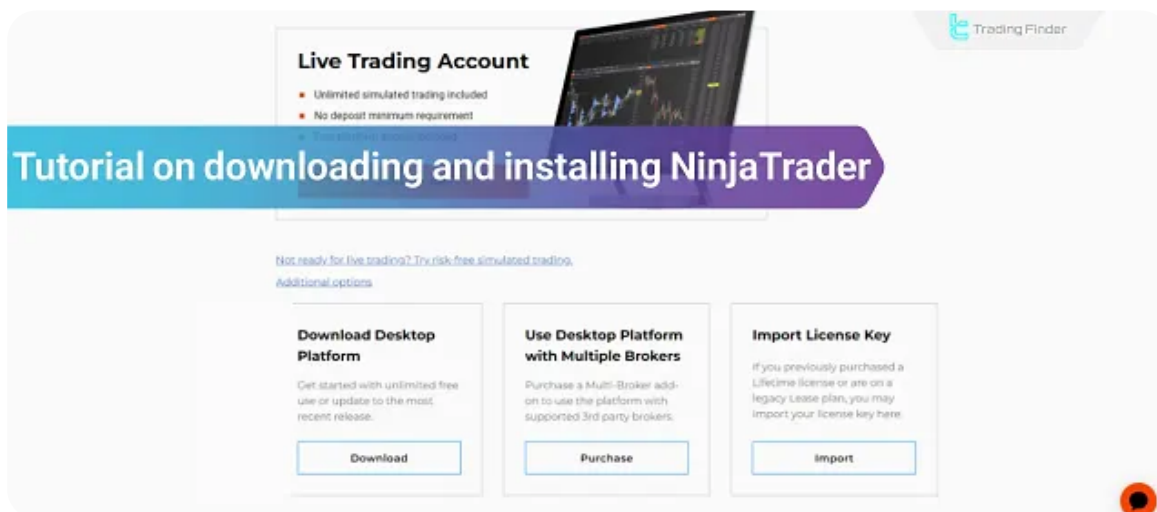 Trading Finder
Live Trading Account
Unlimited simulated trading included
No deposit minimum requirement
Tutorial on downloading and installing NinjaTrader
Not ready for live trading? Try risk-free simulated trading.
Additional options
Download Desktop
Platform
Get started with unlimited free
use or update to the most
recent release.
Download
Use Desktop Platform
with Multiple Brokers
Purchase a Multi-Broker add-
on to use the platform with
supported 3rd party brokers.
Purchase
Import License Key
If you previously purchased a
Lifetime license or are on a
legacy Lease plan, you may
import your license key here.
Import